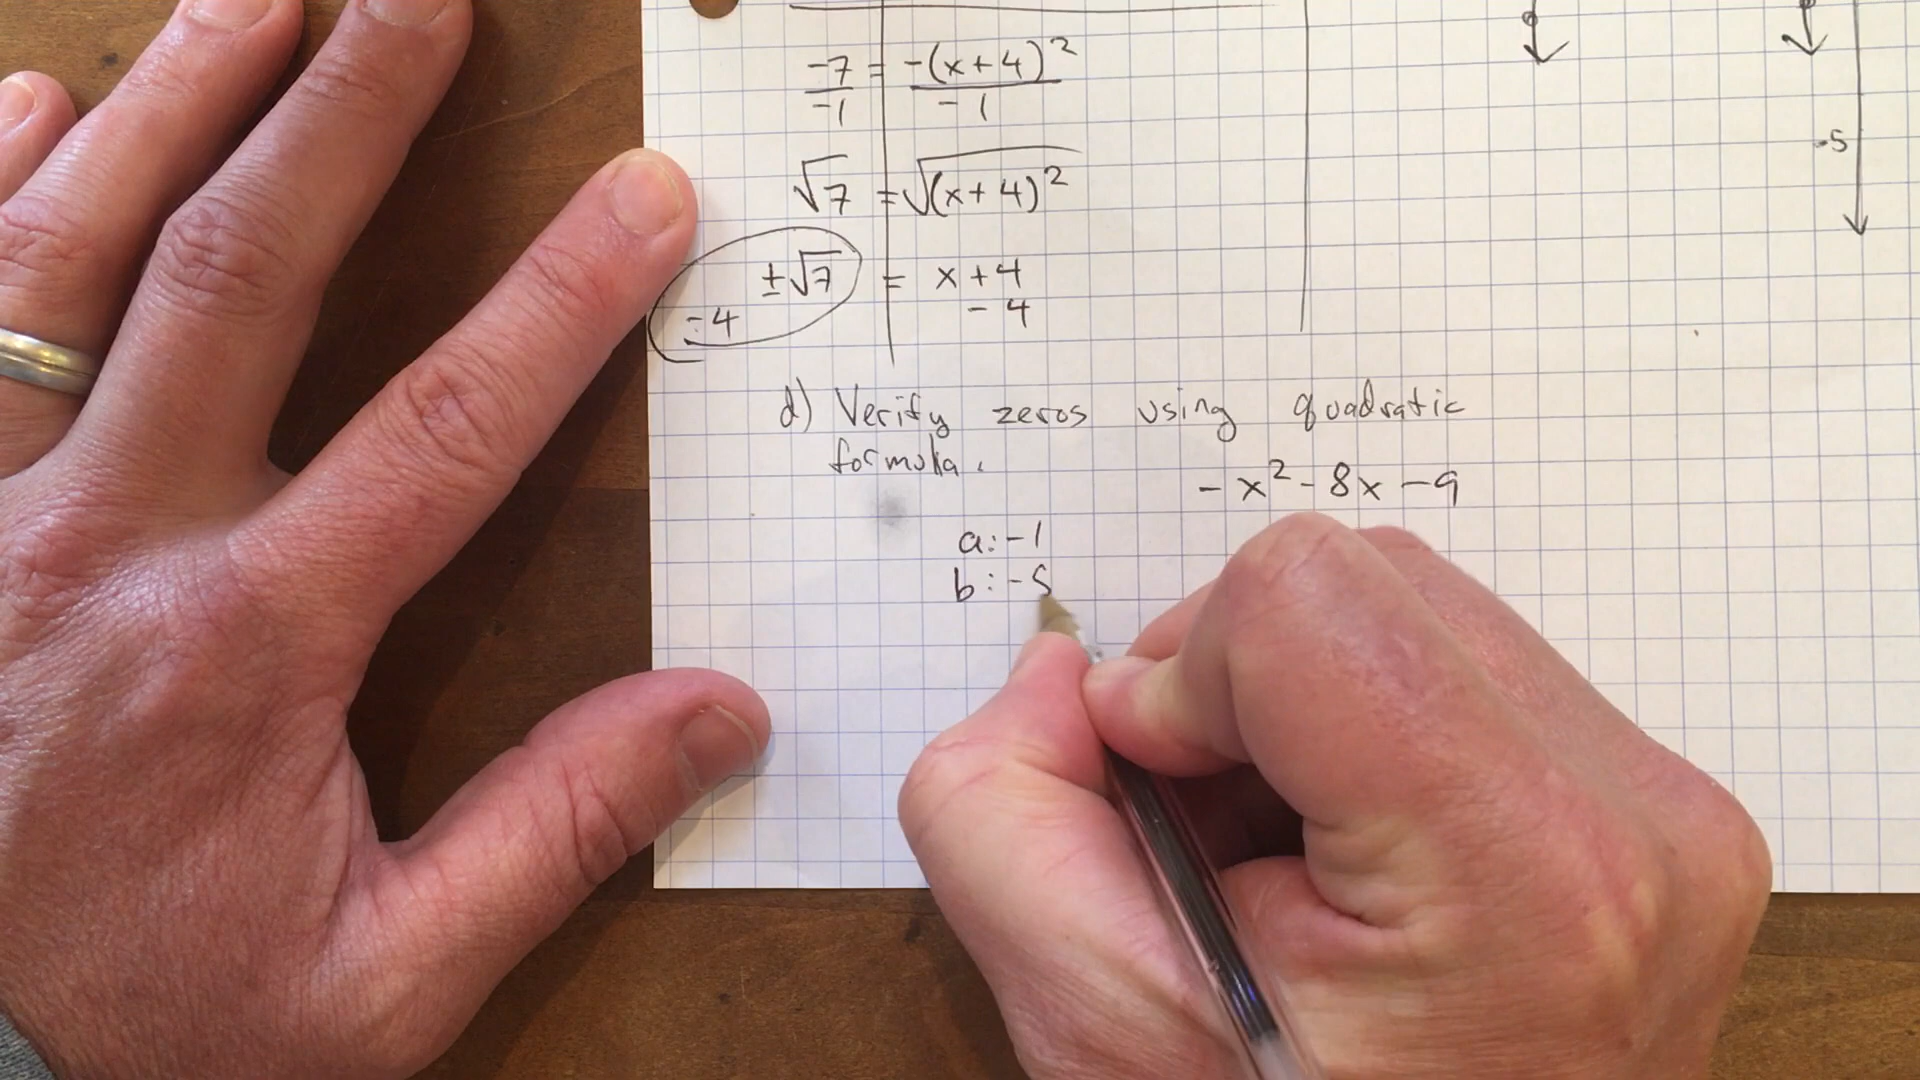 -7 = -(x+4)²
-1 -1
√7 = √(x+4)²
±√7 = x+4
-4 -4
-5
d) Verify zeros using quadratic
formula.
-x²-8x-9
a:-1
b:-